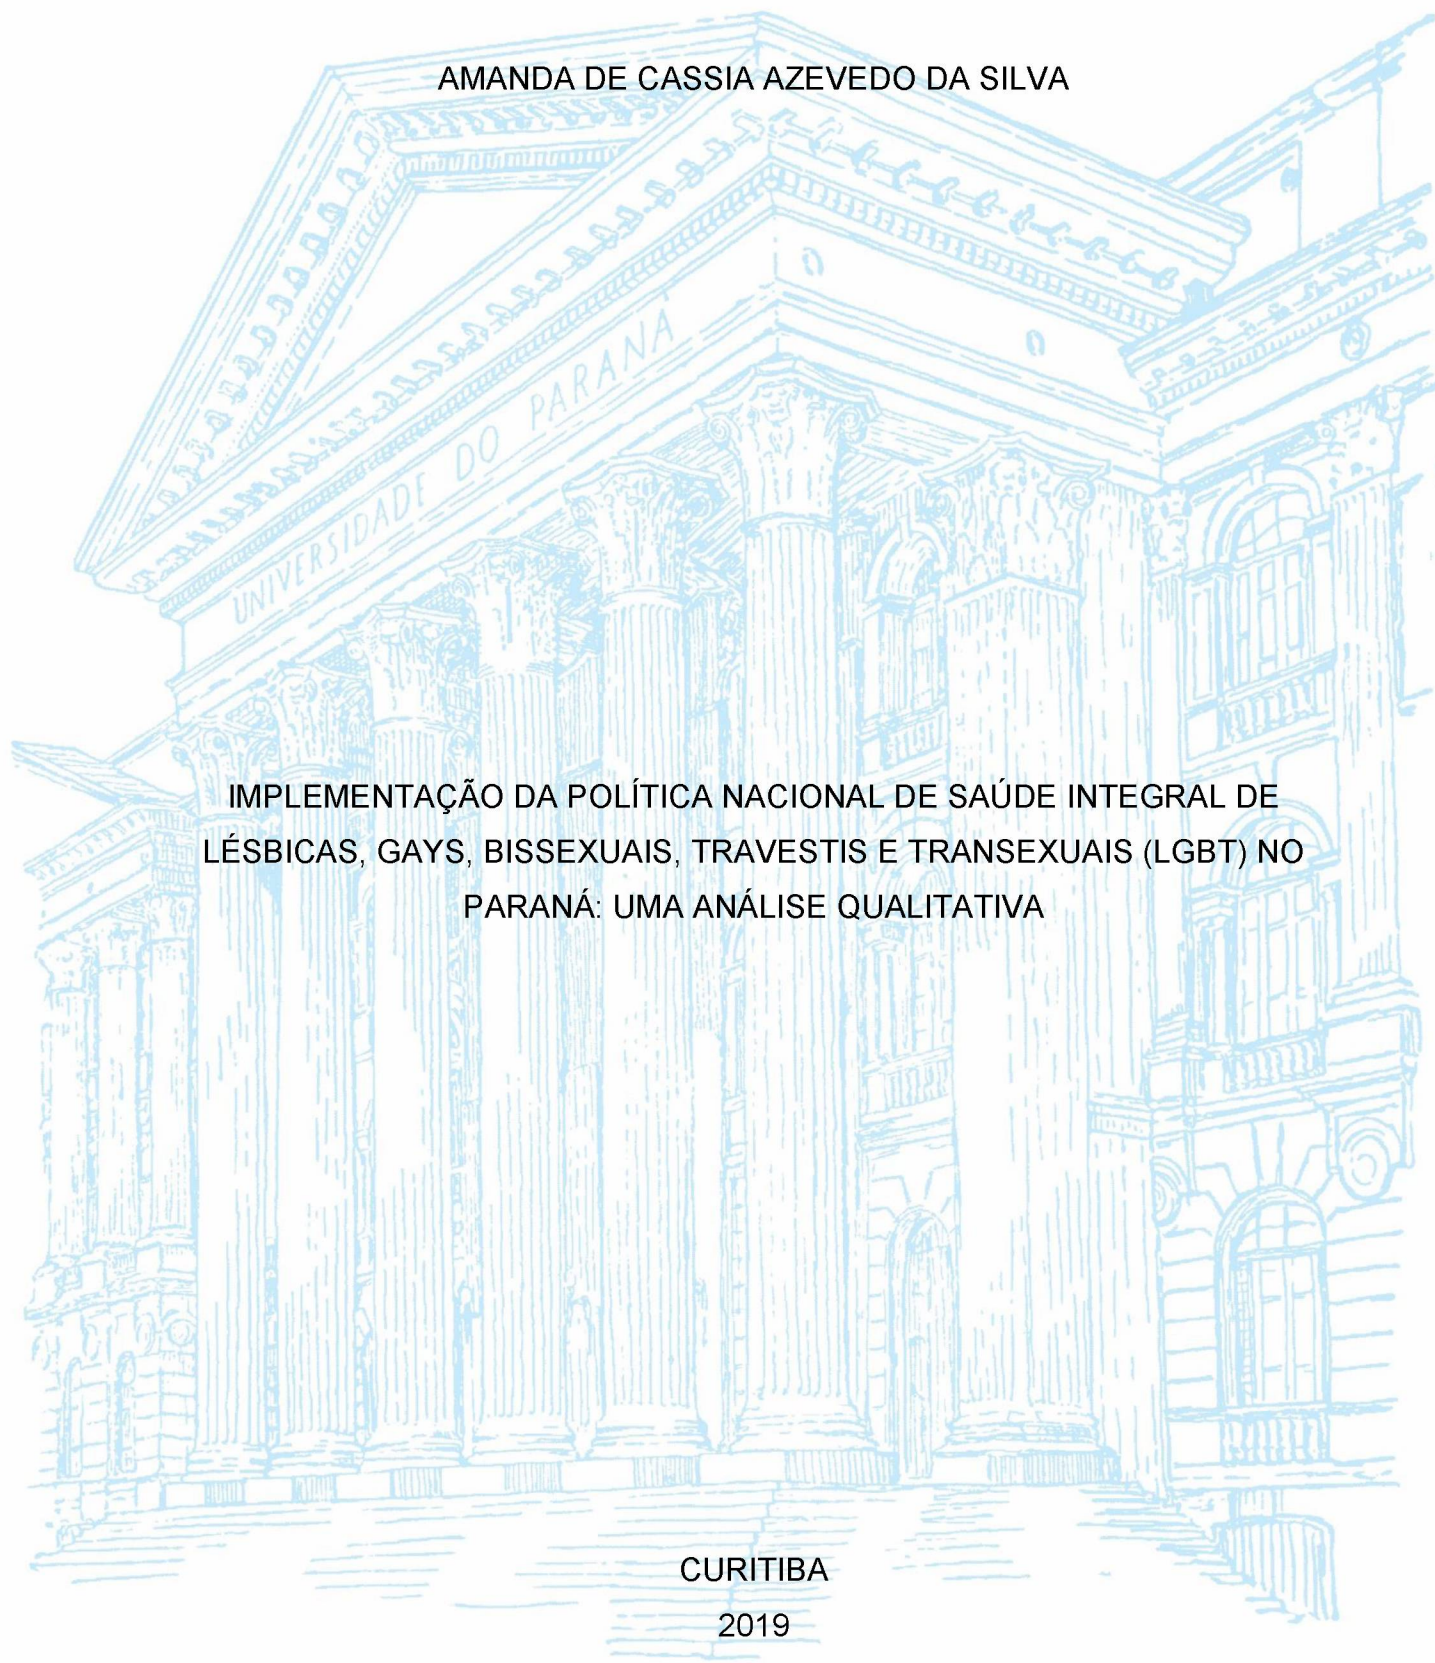 AMANDA DE CASSIA AZEVEDO DA SILVA
UNIVERSIDADE DO PARANÁ
IMPLEMENTAÇÃO DA POLÍTICA NACIONAL DE SAÚDE INTEGRAL DE
LÉSBICAS, GAYS, BISSEXUAIS, TRAVESTIS E TRANSEXUAIS (LGBT) NO
PARANÁ: UMA ANÁLISE QUALITATIVA
CURITIBA
2019